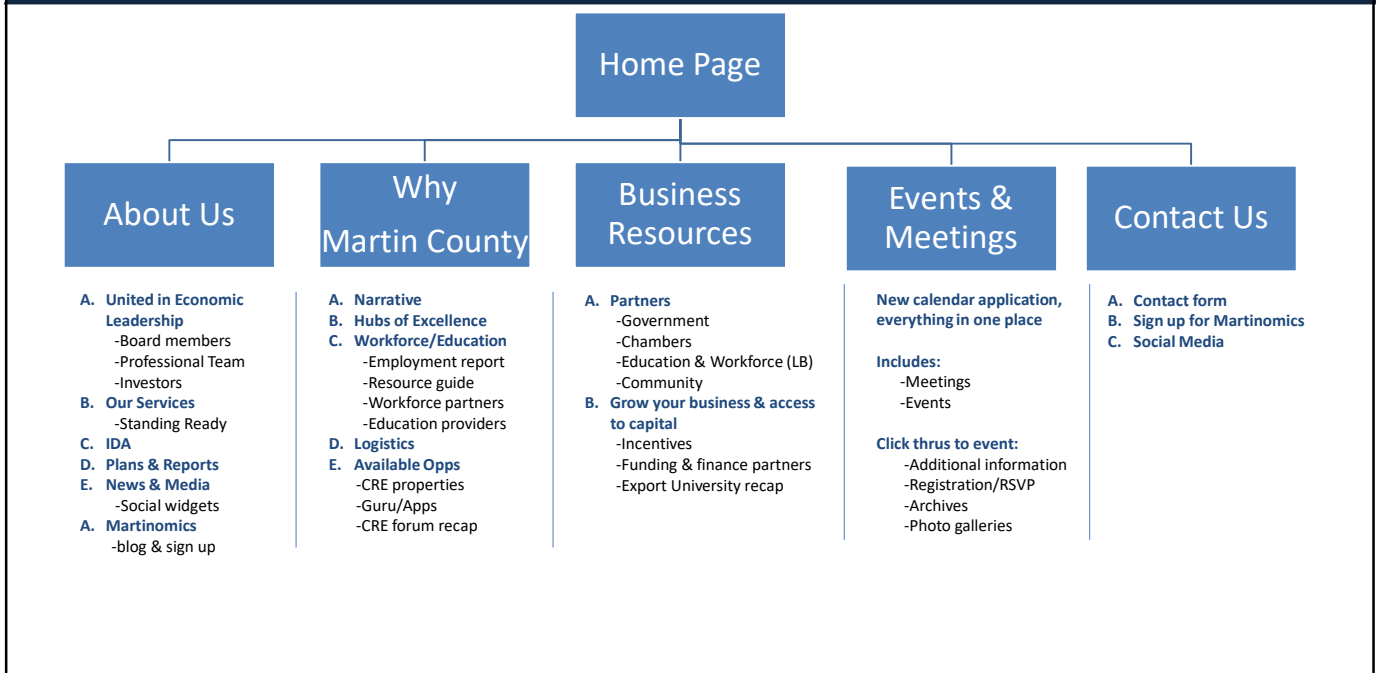 Home Page
About Us
Why
Martin County
Business
Resources
Events &
Meetings
Contact Us
A. United in Economic
Leadership
-Board members
-Professional Team
-Investors
B. Our Services
-Standing Ready
C. IDA
D. Plans & Reports
E. News & Media
-Social widgets
A. Martinomics
-blog & sign up
A. Narrative
B. Hubs of Excellence
C. Workforce/Education
-Employment report
-Resource guide
-Workforce partners
-Education providers
D. Logistics
E. Available Opps
-CRE properties
-Guru/Apps
-CRE forum recap
A. Partners
-Government
-Chambers
-Education & Workforce (LB)
-Community
B. Grow your business & access
to capital
-Incentives
-Funding & finance partners
-Export University recap
New calendar application,
everything in one place
Includes:
-Meetings
-Events
Click thrus to event:
-Additional information
-Registration/RSVP
-Archives
-Photo galleries
A. Contact form
B. Sign up for Martinomics
C. Social Media